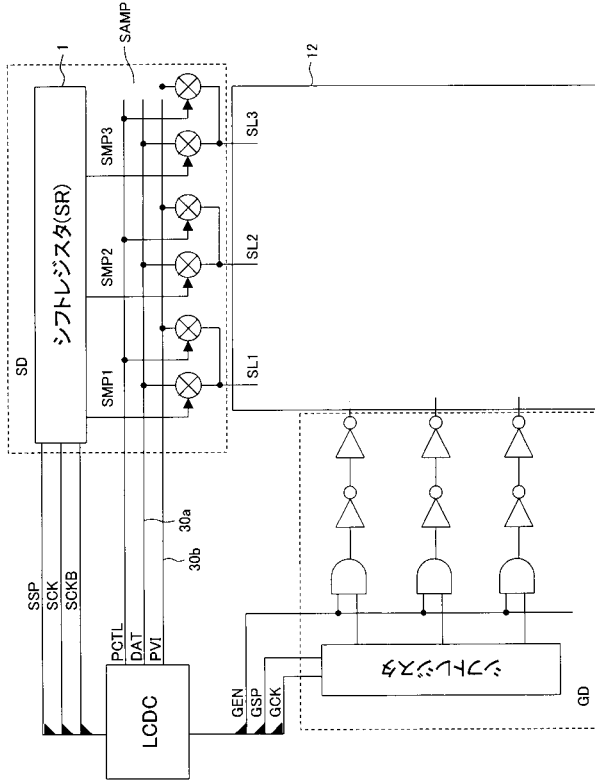 SD
シフトレジスタ(SR)
1
SAMP
SMP1
SMP2
SMP3
SSP
SCK
SCKB
PCTL
DAT
PVI
30a
30b
SL1
SL2
SL3
12
LCDC
GEN
GSP
GCK
シフトレジスタ
GD